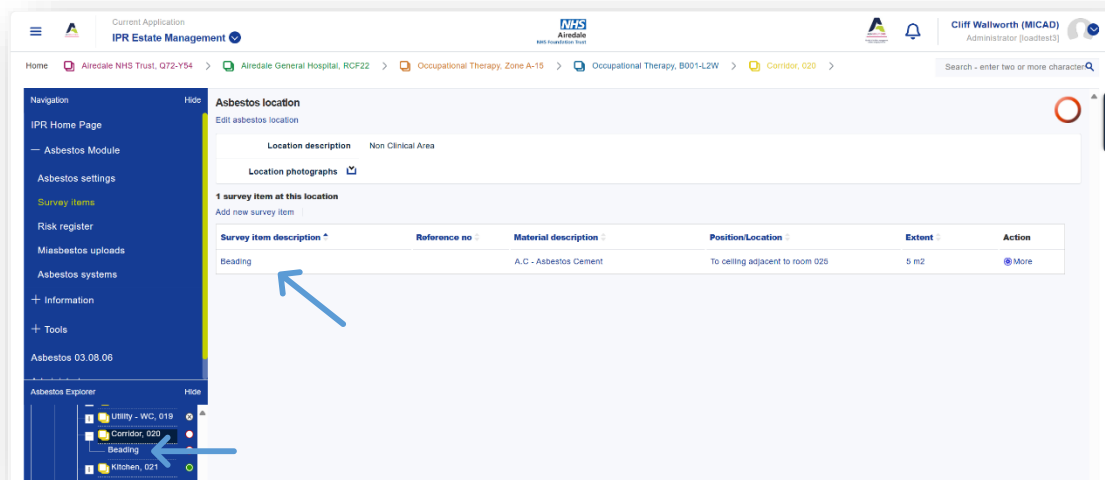 Current Application
IPR Estate Management
NHS
Airedale
NHS Foundation Trust
Cliff Wallworth (MICAD)
Administrator [loadtest3]
Home Airedale NHS Trust, Q72-Y54 > Airedale General Hospital, RCF22 > Occupational Therapy, Zone A-15 > Occupational Therapy, B001-L2W > Corridor, 020 >
Search - enter two or more character
Navigation Hide
IPR Home Page
— Asbestos Module
Asbestos settings
Survey items
Risk register
Miasbestos uploads
Asbestos systems
+ Information
+ Tools
Asbestos 03.08.06
Asbestos Explorer Hide
Utility - WC, 019
Corridor, 020
Beading
Kitchen, 021
Asbestos location
Edit asbestos location
Location description Non Clinical Area
Location photographs
1 survey item at this location
Add new survey item
Survey item description Reference no Material description Position/Location Extent Action
Beading A.C - Asbestos Cement To ceiling adjacent to room 025 5 m2 More